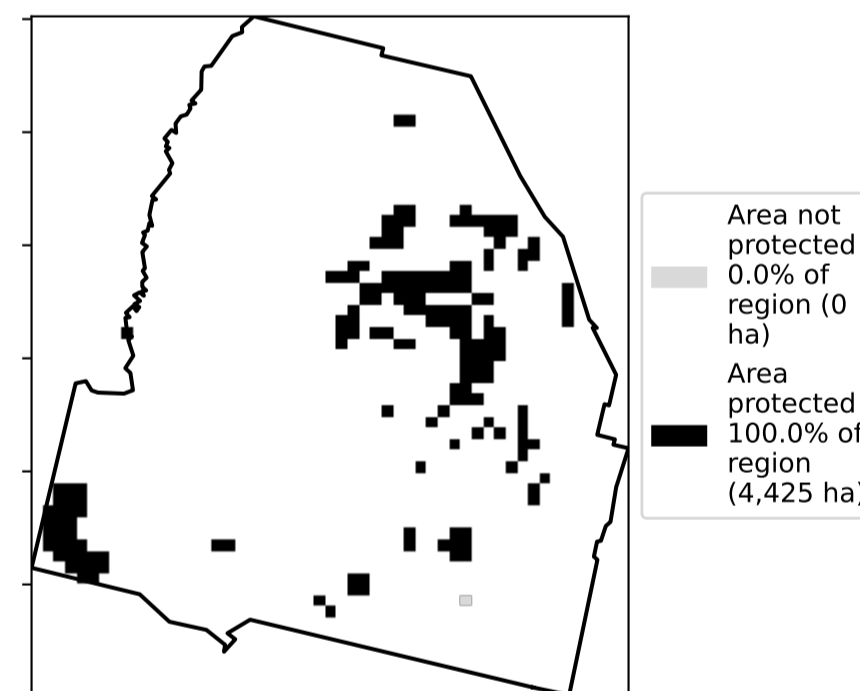 Area not
protected
0.0% of
region (0
ha)
Area
protected
100.0% of
region
(4,425 ha)